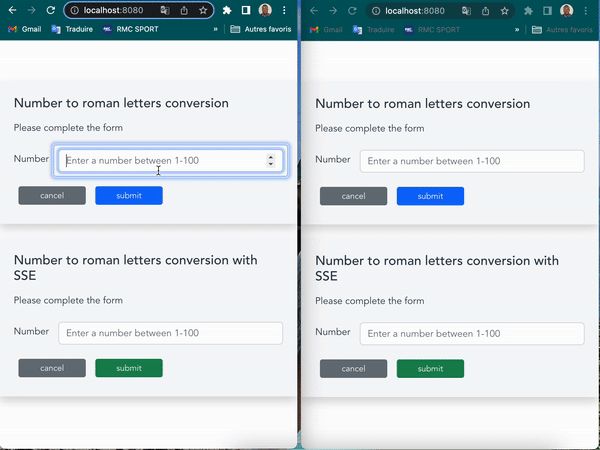 localhost:8080
Gmail Traduire RMC SPORT » Autres favoris
Number to roman letters conversion
Please complete the form
Number Enter a number between 1-100
cancel submit
Number to roman letters conversion with
SSE
Please complete the form
Number Enter a number between 1-100
cancel submit
localhost:8080
Gmail Traduire RMC SPORT » Autres favoris
Number to roman letters conversion
Please complete the form
Number Enter a number between 1-100
cancel submit
Number to roman letters conversion with
SSE
Please complete the form
Number Enter a number between 1-100
cancel submit